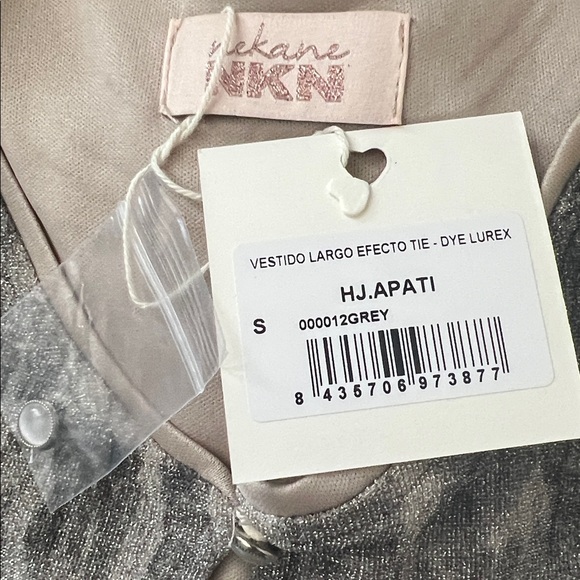 nekane
NKN
VESTIDO LARGO EFECTO TIE - DYE LUREX
HJ.APATI
S 000012GREY
8 435706 973877